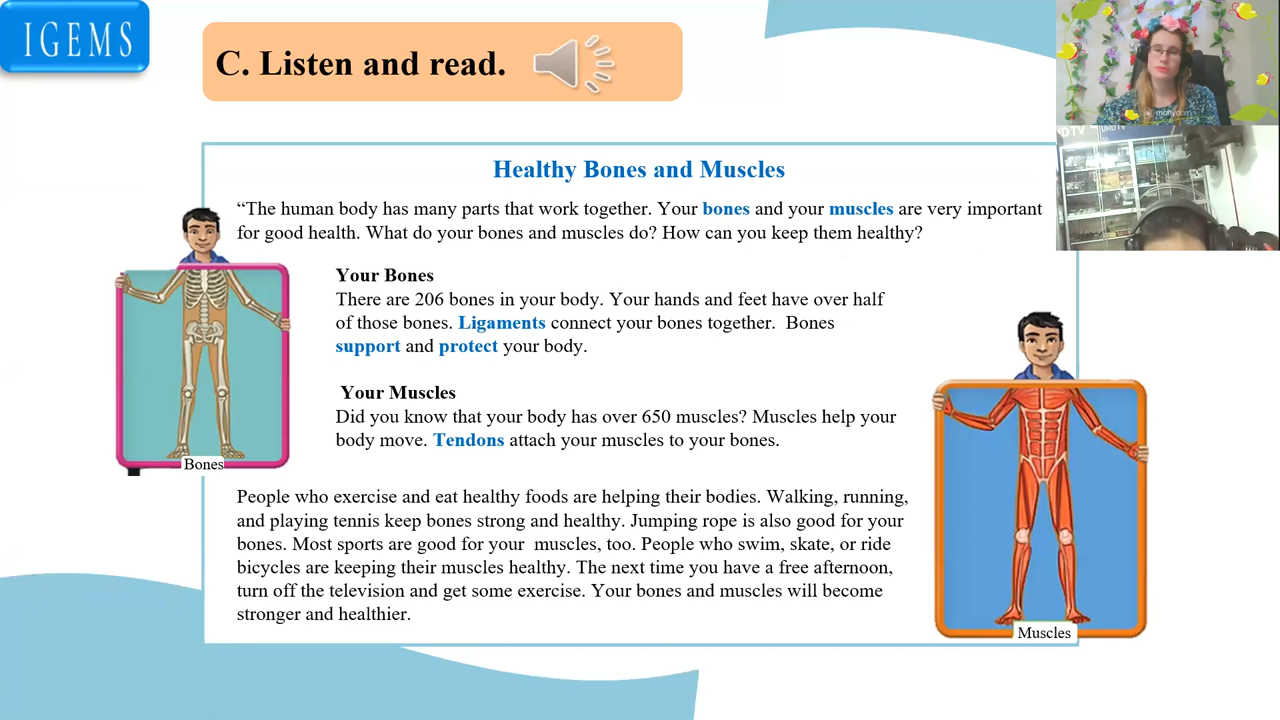 IGEMS
C. Listen and read.
Healthy Bones and Muscles
“The human body has many parts that work together. Your bones and your muscles are very important
for good health. What do your bones and muscles do? How can you keep them healthy?
Your Bones
There are 206 bones in your body. Your hands and feet have over half
of those bones. Ligaments connect your bones together. Bones
support and protect your body.
Your Muscles
Did you know that your body has over 650 muscles? Muscles help your
body move. Tendons attach your muscles to your bones.
Bones
People who exercise and eat healthy foods are helping their bodies. Walking, running,
and playing tennis keep bones strong and healthy. Jumping rope is also good for your
bones. Most sports are good for your muscles, too. People who swim, skate, or ride
bicycles are keeping their muscles healthy. The next time you have a free afternoon,
turn off the television and get some exercise. Your bones and muscles will become
stronger and healthier.
Muscles